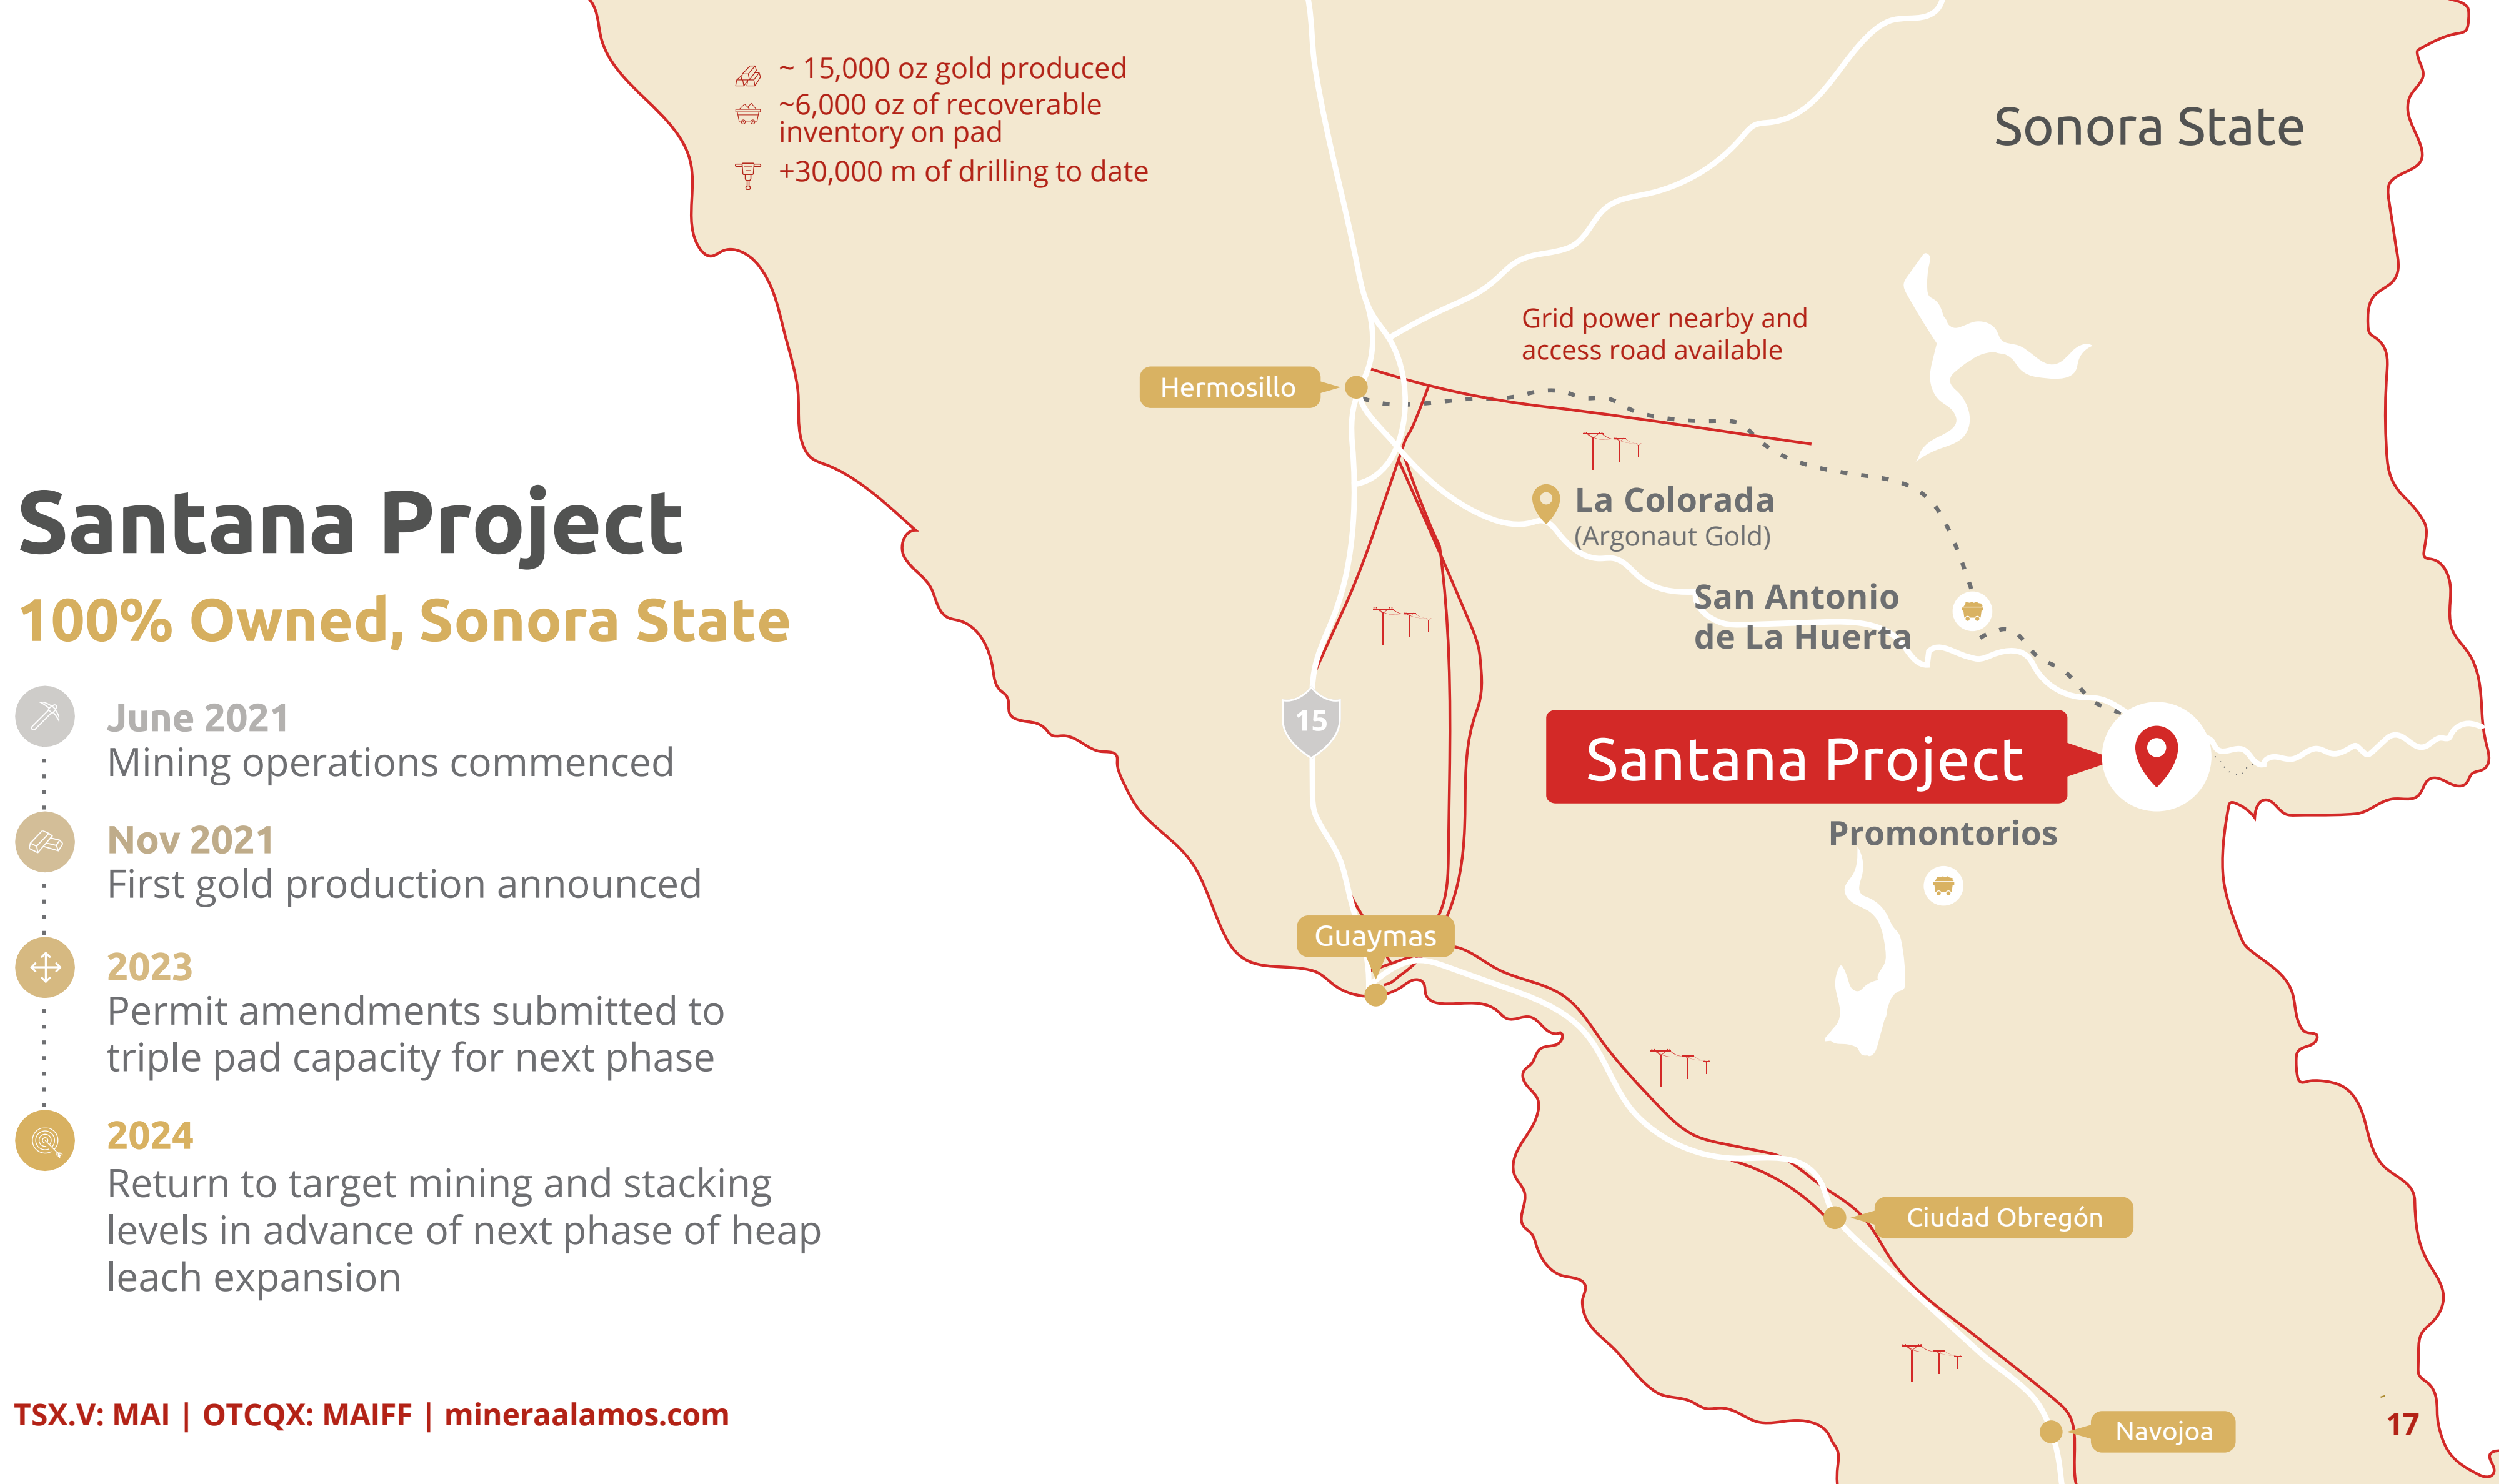 Santana Project
100% Owned, Sonora State
June 2021
Mining operations commenced
Nov 2021
First gold production announced
2023
Permit amendments submitted to
triple pad capacity for next phase
2024
Return to target mining and stacking
levels in advance of next phase of heap
leach expansion
~ 15,000 oz gold produced
~6,000 oz of recoverable
inventory on pad
+30,000 m of drilling to date
Sonora State
Grid power nearby and
access road available
Hermosillo
La Colorada
(Argonaut Gold)
San Antonio
de La Huerta
15
Santana Project
Promontorios
Guaymas
Ciudad Obregón
Navojoa
TSX.V: MAI | OTCQX: MAIFF | mineraalamos.com
17